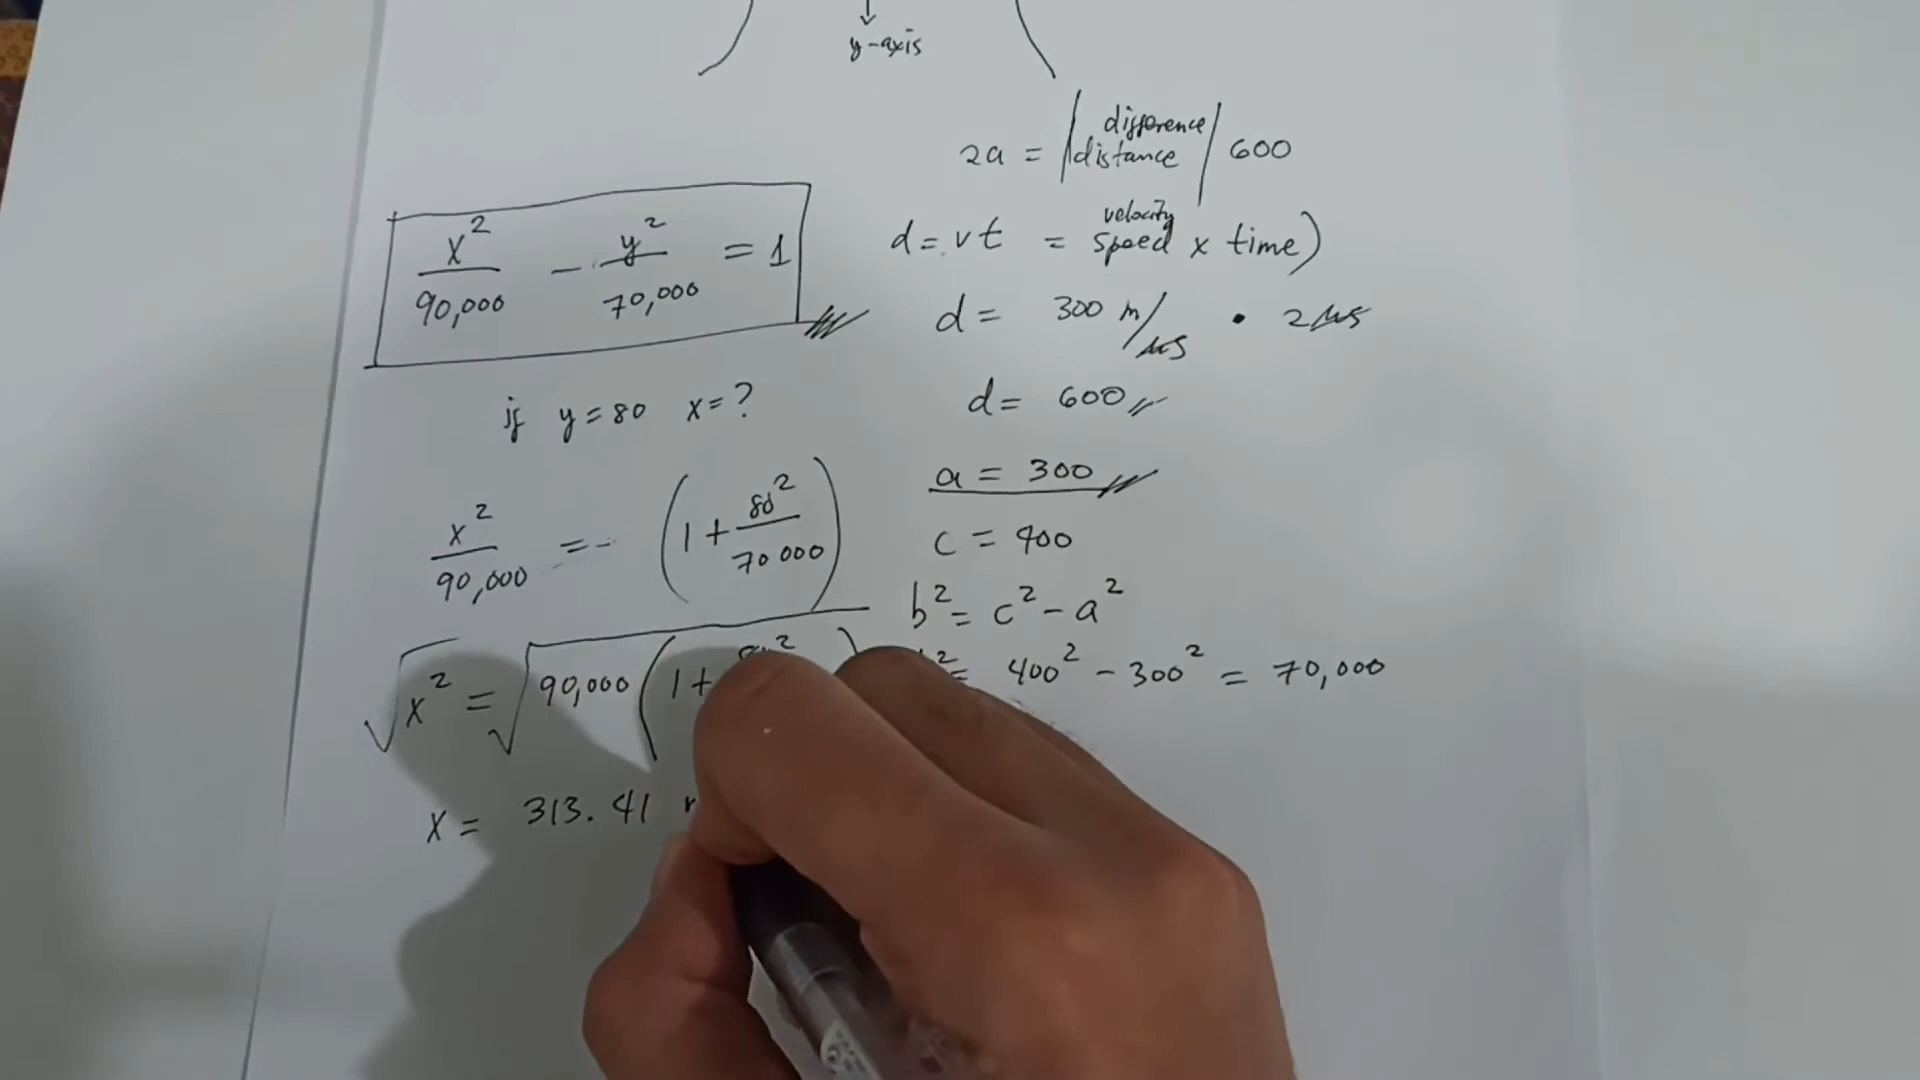 y-axis
2a = |difference distance| 600
x² / 90,000 - y² / 70,000 = 1
d = vt = velocity speed x time)
d = 300 m/μs • 2μs
d = 600
if y = 80 x = ?
a = 300
x² / 90,000 = - (1 + 80² / 70 000)
c = 400
b² = c² - a²
√x² = √90,000 (1 +
² = 400² - 300² = 70,000
x = 313.41